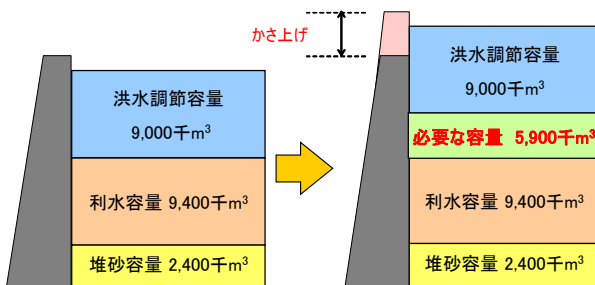 かさ上げ
洪水調節容量
9,000千m³
利水容量 9,400千m³
堆砂容量 2,400千m³
洪水調節容量
9,000千m³
必要な容量 5,900千m³
利水容量 9,400千m³
堆砂容量 2,400千m³